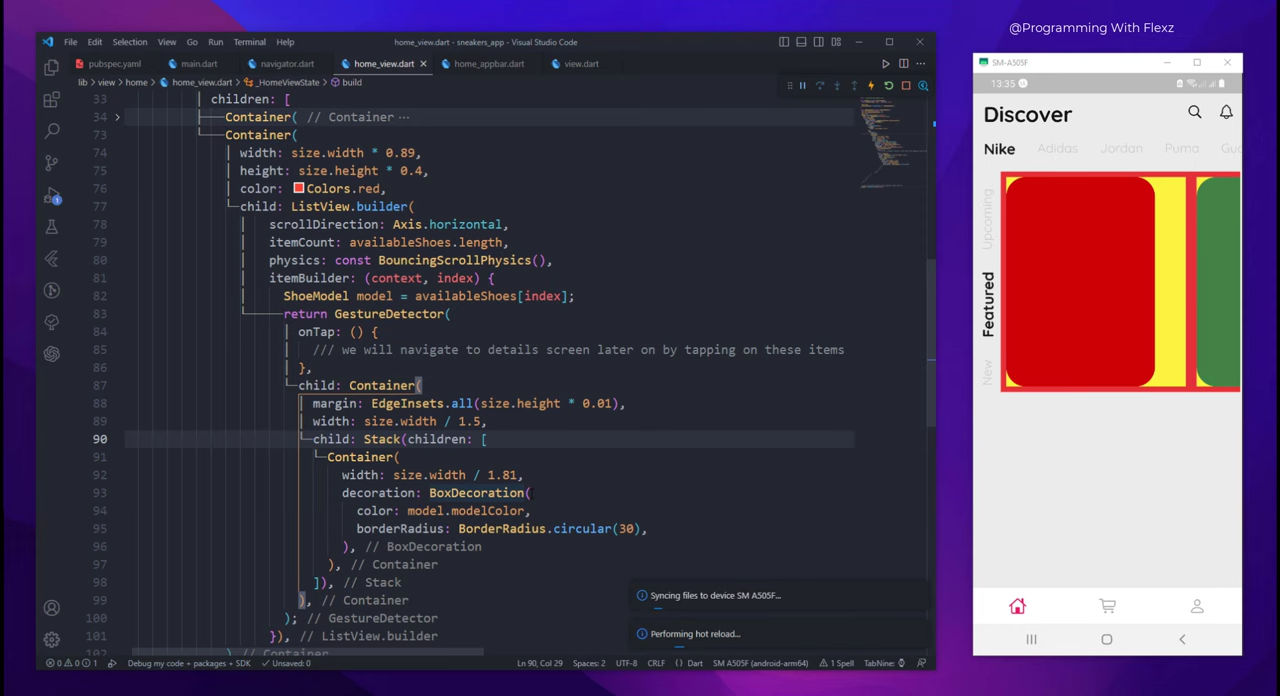 @Programming With Flexz
File Edit Selection View Go Run Terminal Help
home_view.dart - sneakers_app - Visual Studio Code
SM-A505F
pubspec.yaml
main.dart
navigator.dart
home_view.dart
home_appbar.dart
view.dart
lib > view > home > home_view.dart > _HomeViewState > build
33 children: [
34 Container( // Container ···
73 Container(
74 width: size.width * 0.89,
75 height: size.height * 0.4,
76 color: Colors.red,
77 child: ListView.builder(
78 scrollDirection: Axis.horizontal,
79 itemCount: availableShoes.length,
80 physics: const BouncingScrollPhysics(),
81 itemBuilder: (context, index) {
82 ShoeModel model = availableShoes[index];
83 return GestureDetector(
84 onTap: () {
85 /// we will navigate to details screen later on by tapping on these items
86 },
87 child: Container(
88 margin: EdgeInsets.all(size.height * 0.01),
89 width: size.width / 1.5,
90 child: Stack(children: [
91 Container(
92 width: size.width / 1.81,
93 decoration: BoxDecoration(
94 color: model.modelColor,
95 borderRadius: BorderRadius.circular(30),
96 ), // BoxDecoration
97 ), // Container
98 ]), // Stack
99 ), // Container
100 ); // GestureDetector
101 }), // ListView.builder
102 ) // Container
Syncing files to device SM A505F...
Performing hot reload...
0 0 1 Debug my code + packages + SDK Unsaved: 0
Ln 90, Col 29 Spaces: 2 UTF-8 CRLF {} Dart SM A505F (android-arm64) 1 Spell TabNine:
13:35
Discover
Nike Adidas Jordan Puma Guc
Upcoming
Featured
New